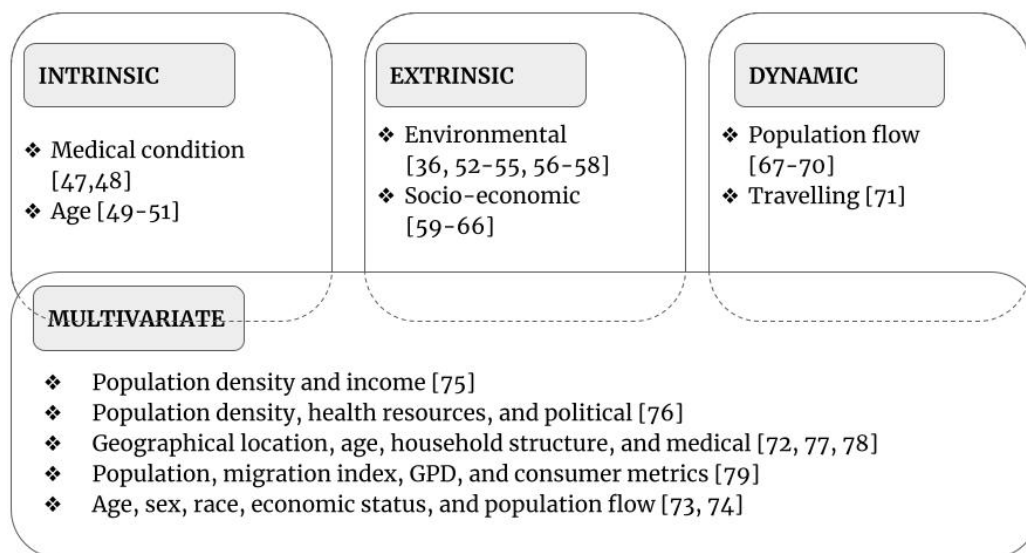 INTRINSIC
❖ Medical condition
[47,48]
❖ Age [49-51]
EXTRINSIC
❖ Environmental
[36, 52-55, 56-58]
❖ Socio-economic
[59-66]
DYNAMIC
❖ Population flow
[67-70]
❖ Travelling [71]
MULTIVARIATE
❖ Population density and income [75]
❖ Population density, health resources, and political [76]
❖ Geographical location, age, household structure, and medical [72, 77, 78]
❖ Population, migration index, GPD, and consumer metrics [79]
❖ Age, sex, race, economic status, and population flow [73, 74]